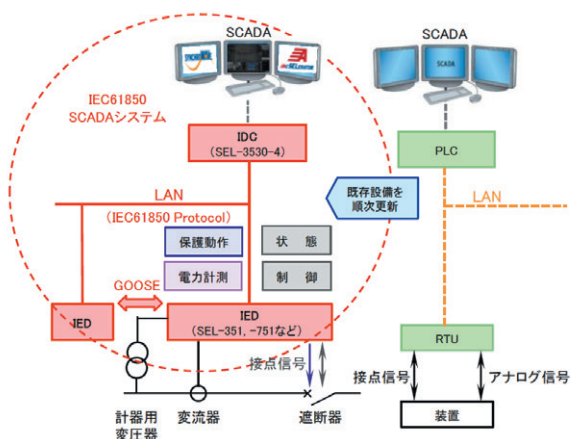 SCADA
SCADA
IEC61850
SCADAシステム
SCADA
IDC
(SEL-3530-4)
PLC
既存設備を
順次更新
LAN
LAN
(IEC61850 Protocol)
保護動作
状 態
電力計測
制 御
GOOSE
IED
IED
(SEL-351, -751など)
RTU
接点信号
接点信号
アナログ信号
計器用
変圧器
変流器
遮断器
装置